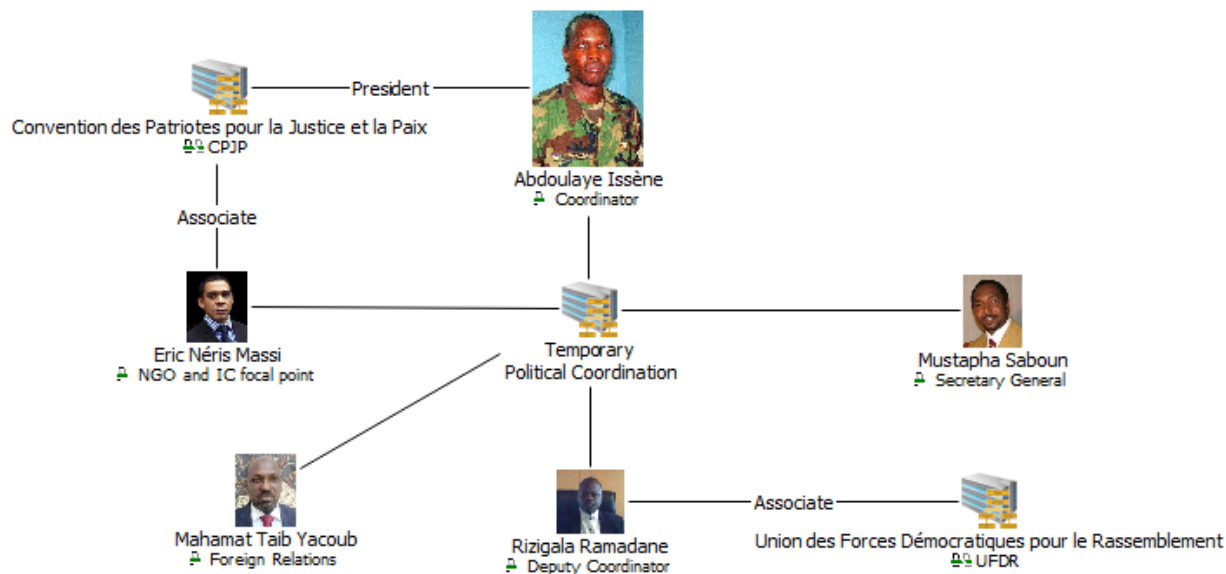 President
Convention des Patriotes pour la Justice et la Paix
CPJP
Abdoulaye Issène
Coordinator
Associate
Eric Néris Massi
NGO and IC focal point
Temporary
Political Coordination
Mustapha Saboun
Secretary General
Mahamat Taib Yacoub
Foreign Relations
Rizigala Ramadane
Deputy Coordinator
Associate
Union des Forces Démocratiques pour le Rassemblement
UFDR